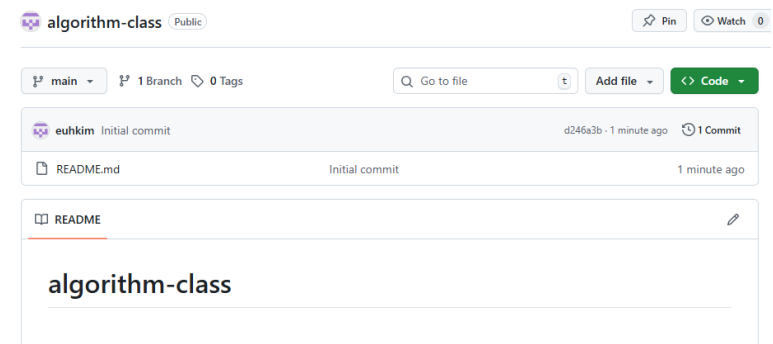 algorithm-class Public Pin Watch 0
main 1 Branch 0 Tags Go to file t Add file Code
euhkim Initial commit d246a3b · 1 minute ago 1 Commit
README.md Initial commit 1 minute ago
README
algorithm-class